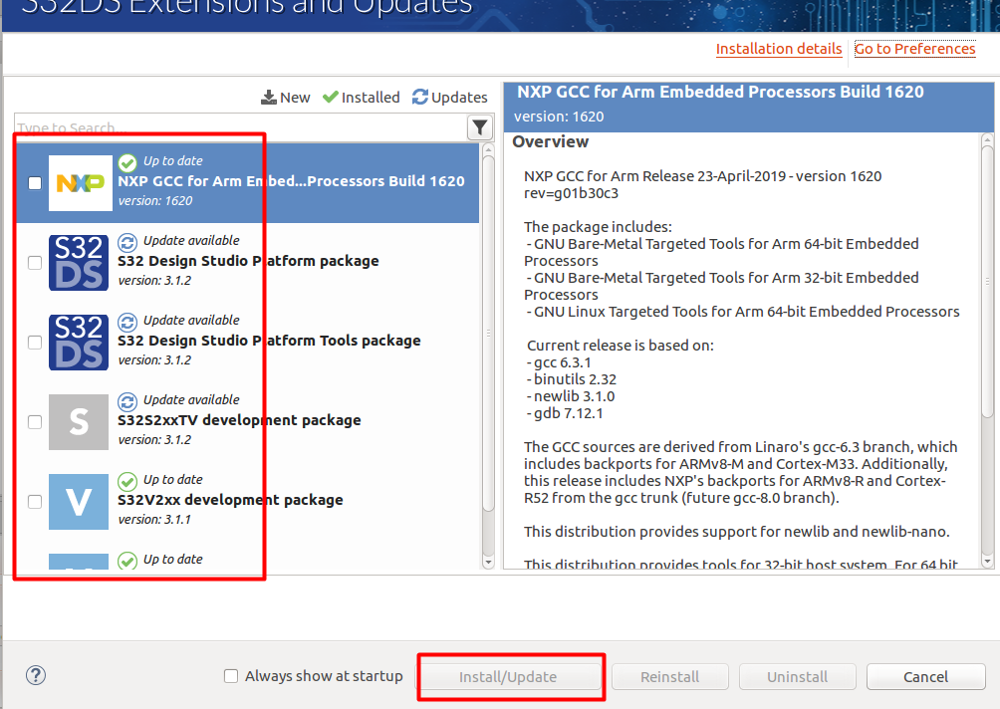 S32DS Extensions and Updates
Installation details
Go to Preferences
New
Installed
Updates
Type to Search...
NXP
Up to date
NXP GCC for Arm Embed...Processors Build 1620
version: 1620
S32
DS
Update available
S32 Design Studio Platform package
version: 3.1.2
S32
DS
Update available
S32 Design Studio Platform Tools package
version: 3.1.2
S
Update available
S32S2xxTV development package
version: 3.1.2
V
Up to date
S32V2xx development package
version: 3.1.1
Up to date
NXP GCC for Arm Embedded Processors Build 1620
version: 1620
Overview
NXP GCC for Arm Release 23-April-2019 - version 1620
rev=g01b30c3
The package includes:
- GNU Bare-Metal Targeted Tools for Arm 64-bit Embedded
Processors
- GNU Bare-Metal Targeted Tools for Arm 32-bit Embedded
Processors
- GNU Linux Targeted Tools for Arm 64-bit Embedded Processors
Current release is based on:
- gcc 6.3.1
- binutils 2.32
- newlib 3.1.0
- gdb 7.12.1
The GCC sources are derived from Linaro's gcc-6.3 branch, which
includes backports for ARMv8-M and Cortex-M33. Additionally,
this release includes NXP's backports for ARMv8-R and Cortex-
R52 from the gcc trunk (future gcc-8.0 branch).
This distribution provides support for newlib and newlib-nano.
This distribution provides tools for 32-bit host system. For 64 bit
?
Always show at startup
Install/Update
Reinstall
Uninstall
Cancel